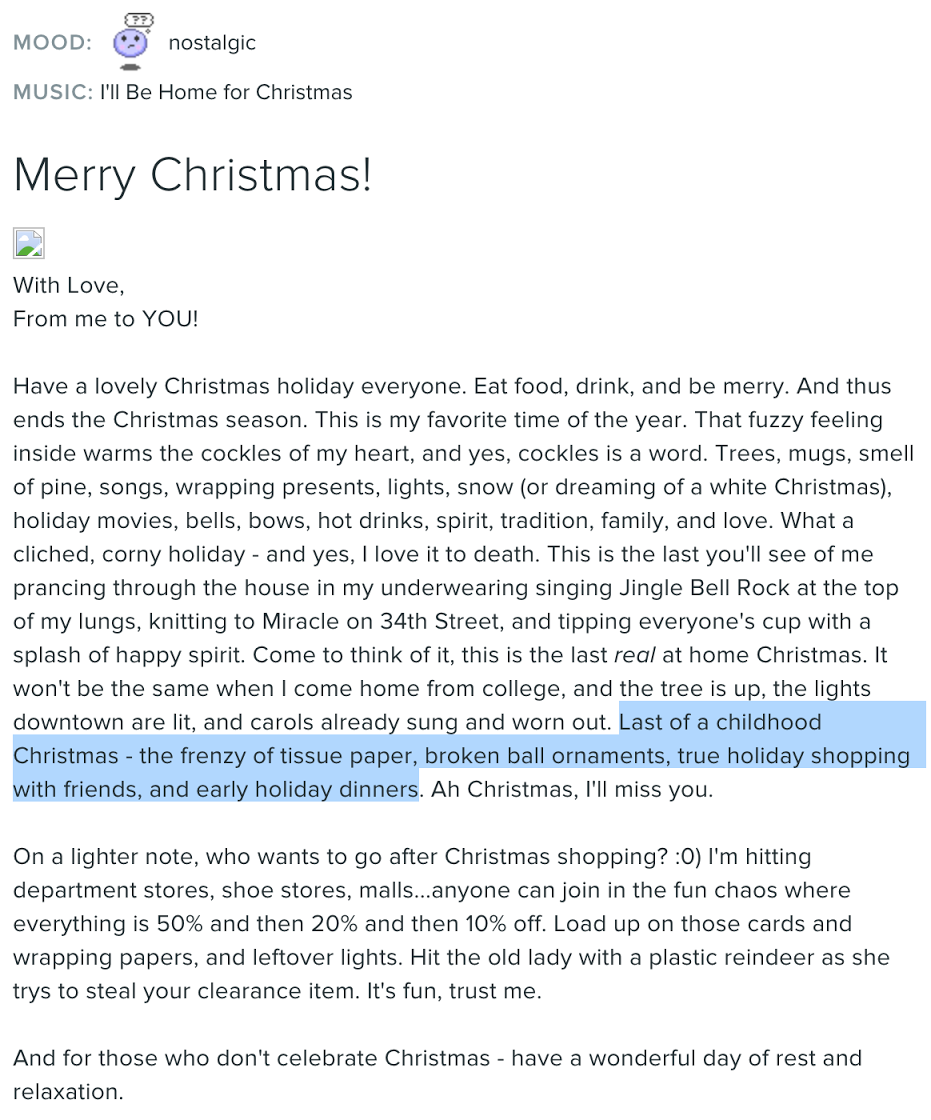 ??
MOOD: nostalgic
MUSIC: I'll Be Home for Christmas
Merry Christmas!
With Love,
From me to YOU!
Have a lovely Christmas holiday everyone. Eat food, drink, and be merry. And thus
ends the Christmas season. This is my favorite time of the year. That fuzzy feeling
inside warms the cockles of my heart, and yes, cockles is a word. Trees, mugs, smell
of pine, songs, wrapping presents, lights, snow (or dreaming of a white Christmas),
holiday movies, bells, bows, hot drinks, spirit, tradition, family, and love. What a
cliched, corny holiday - and yes, I love it to death. This is the last you'll see of me
prancing through the house in my underwearing singing Jingle Bell Rock at the top
of my lungs, knitting to Miracle on 34th Street, and tipping everyone's cup with a
splash of happy spirit. Come to think of it, this is the last real at home Christmas. It
won't be the same when I come home from college, and the tree is up, the lights
downtown are lit, and carols already sung and worn out. Last of a childhood
Christmas - the frenzy of tissue paper, broken ball ornaments, true holiday shopping
with friends, and early holiday dinners. Ah Christmas, I'll miss you.
On a lighter note, who wants to go after Christmas shopping? :0) I'm hitting
department stores, shoe stores, malls...anyone can join in the fun chaos where
everything is 50% and then 20% and then 10% off. Load up on those cards and
wrapping papers, and leftover lights. Hit the old lady with a plastic reindeer as she
trys to steal your clearance item. It's fun, trust me.
And for those who don't celebrate Christmas - have a wonderful day of rest and
relaxation.